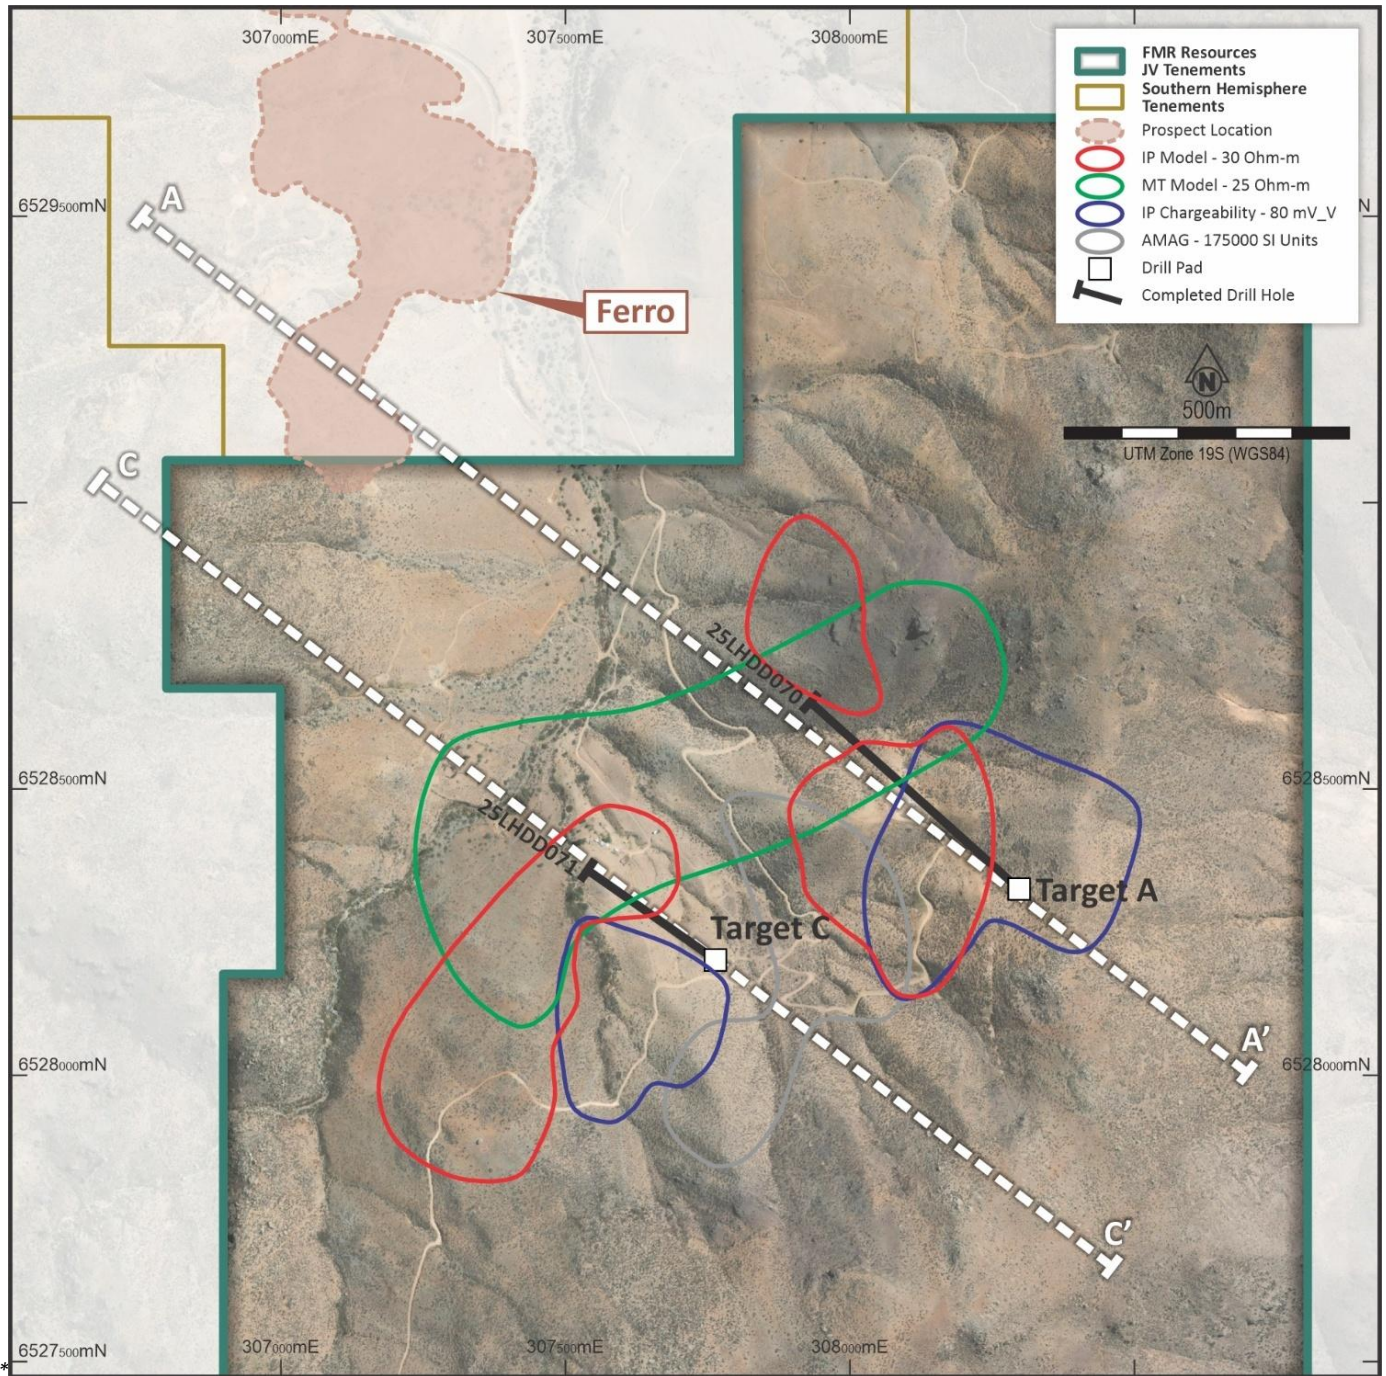 307000mE
307500mE
308000mE
FMR Resources
JV Tenements
Southern Hemisphere
Tenements
Prospect Location
IP Model - 30 Ohm-m
MT Model - 25 Ohm-m
IP Chargeability - 80 mV_V
AMAG - 175000 SI Units
Drill Pad
Completed Drill Hole
6529500mN
N
A
Ferro
N
500m
UTM Zone 19S (WGS84)
C
25LHDD070
6528500mN
6528500mN
25LHDD071
Target A
Target C
A’
6528000mN
6528000mN
C’
307000mE
307500mE
308000mE
6527500mN
*